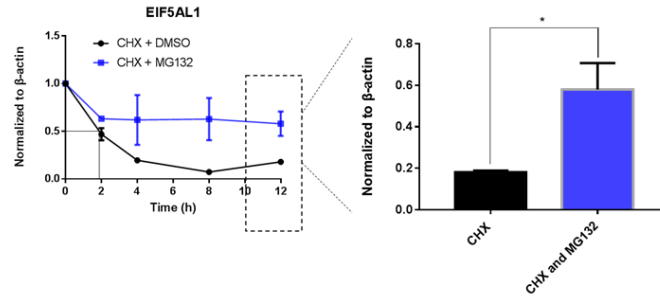 EIF5AL1
CHX + DMSO
CHX + MG132
Normalized to β-actin
1.5
1.0
0.5
0.0
0 2 4 6 8 10 12
Time (h)
*
Normalized to β-actin
0.8
0.6
0.4
0.2
0.0
CHX
CHX and MG132